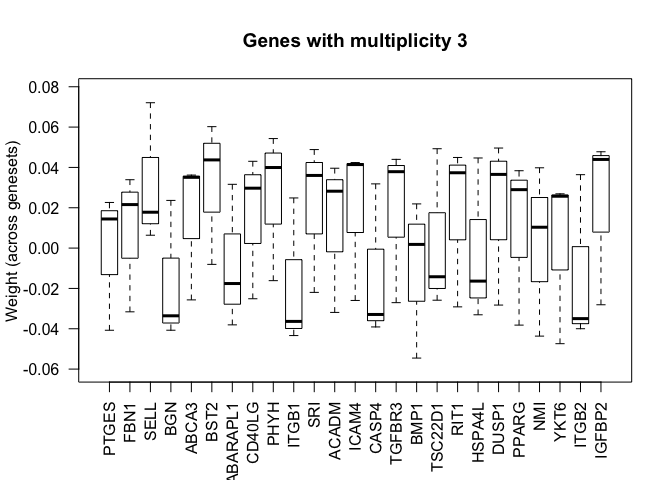 Genes with multiplicity 3
Weight (across genesets)
0.08
0.06
0.04
0.02
0.00
-0.02
-0.04
-0.06
PTGES
FBN1
SELL
BGN
ABCA3
BST2
ABARAPL1
CD40LG
PHYH
ITGB1
SRI
ACADM
ICAM4
CASP4
TGFBR3
BMP1
TSC22D1
RIT1
HSPA4L
DUSP1
PPARG
NMI
YKT6
ITGB2
IGFBP2